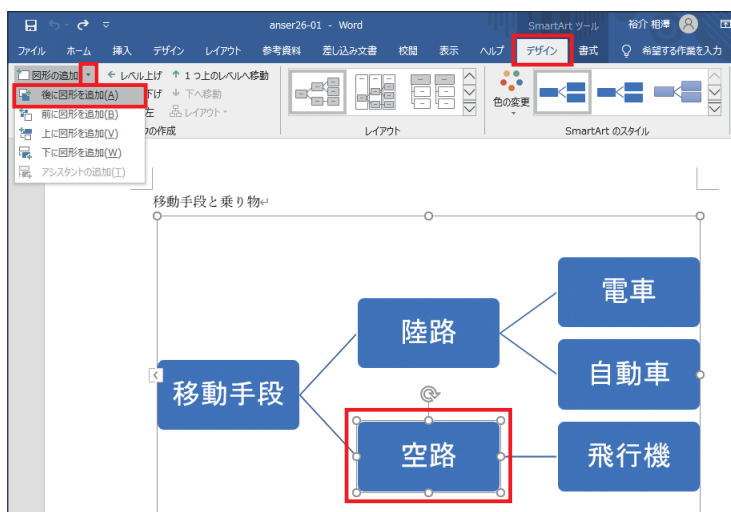 anser26-01 - Word
SmartArt ツール
裕介 相澤
ファイル ホーム 挿入 デザイン レイアウト 参考資料 差し込み文書 校閲 表示 ヘルプ デザイン 書式 希望する作業を入力
図形の追加 レベル上げ 1つ上のレベルへ移動
後に図形を追加(A) 下げ 下へ移動
前に図形を追加(B) 左 レイアウト
色の変更
上に図形を追加(V) の作成 レイアウト SmartArt のスタイル
下に図形を追加(W)
アシスタントの追加(T)
移動手段と乗り物↵
電車
陸路
自動車
移動手段
空路
飛行機